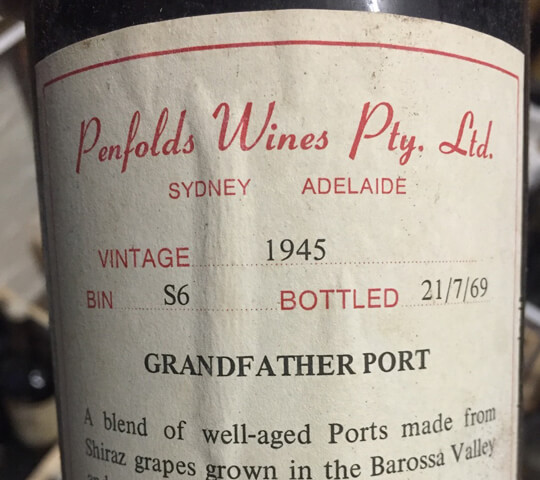 Penfolds Wines Pty. Ltd.
SYDNEY ADELAIDE
VINTAGE 1945
BIN S6 BOTTLED 21/7/69
GRANDFATHER PORT
A blend of well-aged Ports made from
Shiraz grapes grown in the Barossa Valley